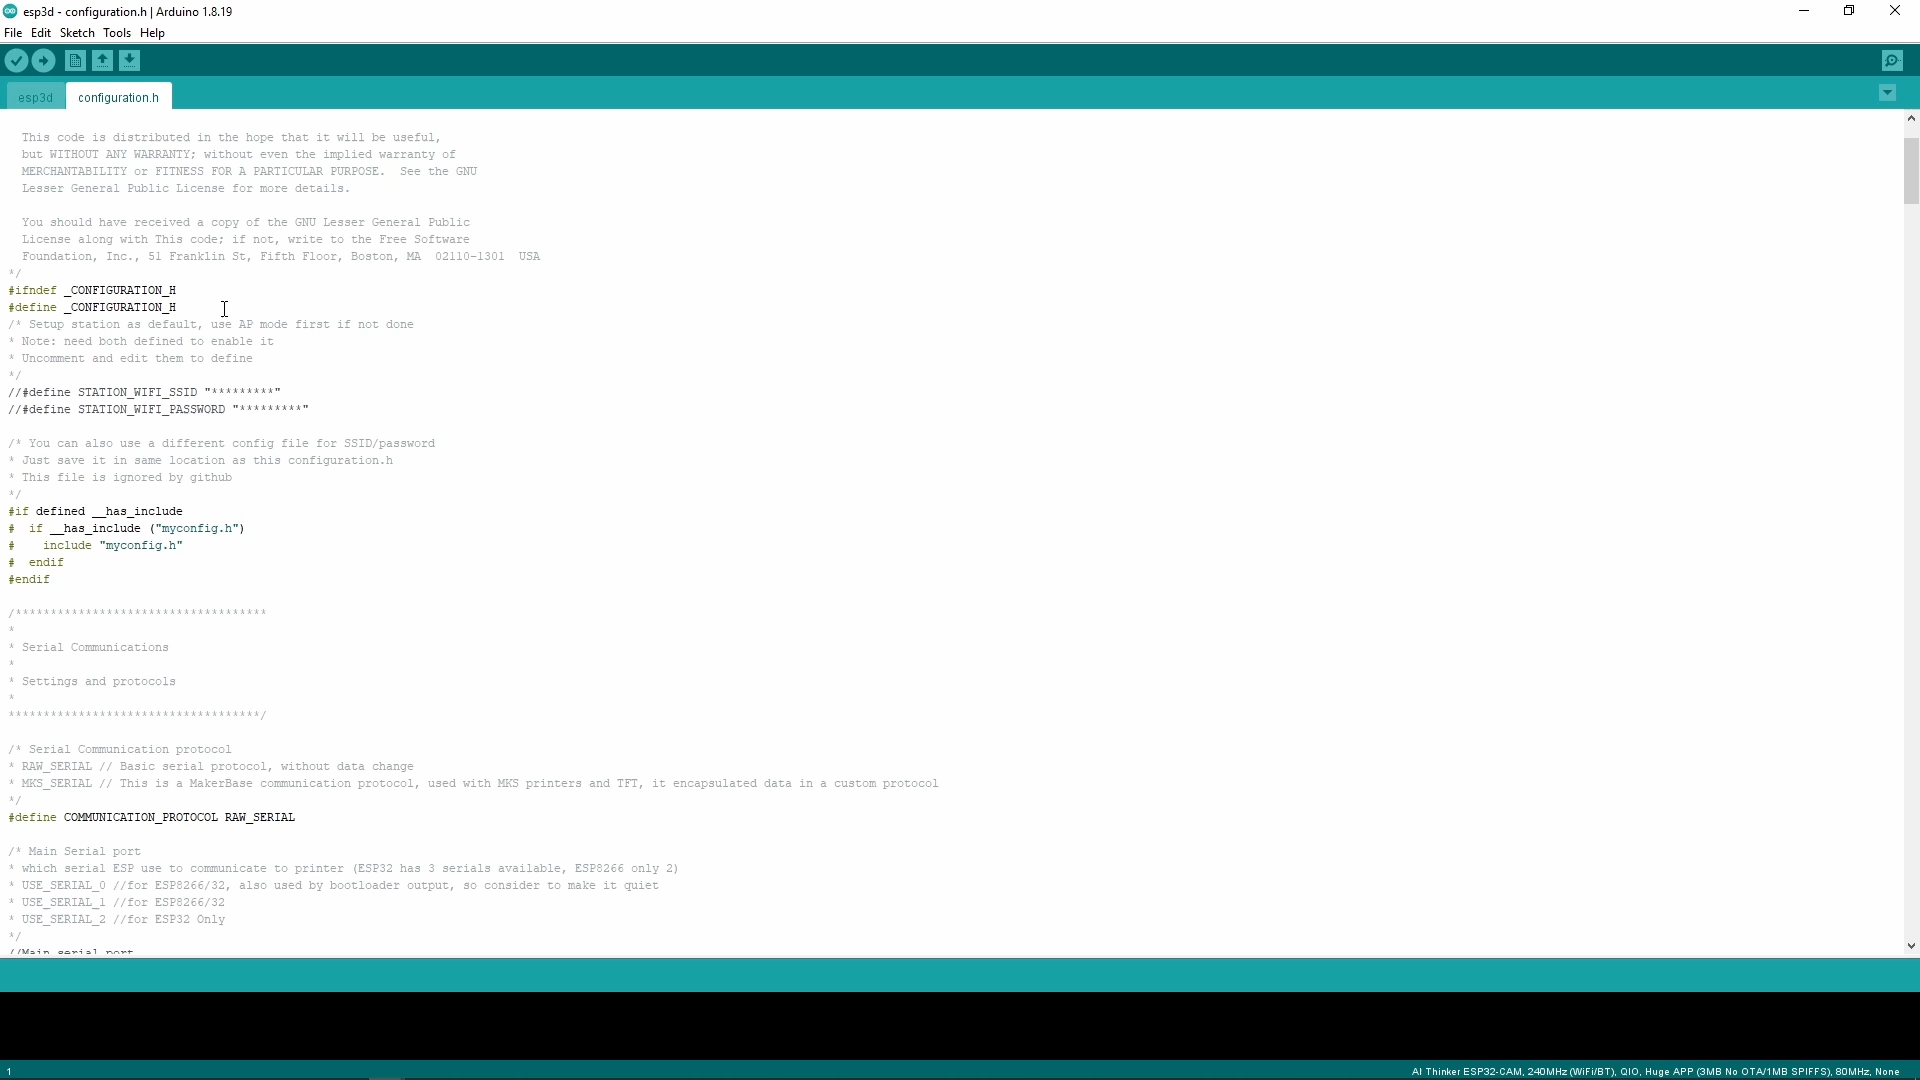 esp3d - configuration.h | Arduino 1.8.19
File Edit Sketch Tools Help
esp3d configuration.h
This code is distributed in the hope that it will be useful,
but WITHOUT ANY WARRANTY; without even the implied warranty of
MERCHANTABILITY or FITNESS FOR A PARTICULAR PURPOSE.  See the GNU
Lesser General Public License for more details.
You should have received a copy of the GNU Lesser General Public
License along with This code; if not, write to the Free Software
Foundation, Inc., 51 Franklin St, Fifth Floor, Boston, MA  02110-1301  USA
*/
#ifndef _CONFIGURATION_H
#define _CONFIGURATION_H
/* Setup station as default, use AP mode first if not done
* Note: need both defined to enable it
* Uncomment and edit them to define
*/
//#define STATION_WIFI_SSID "*********"
//#define STATION_WIFI_PASSWORD "*********"
/* You can also use a different config file for SSID/password
* Just save it in same location as this configuration.h
* This file is ignored by github
*/
#if defined __has_include
#  if __has_include ("myconfig.h")
#    include "myconfig.h"
#  endif
#endif
/************************************
*
* Serial Communications
*
* Settings and protocols
*
************************************/
/* Serial Communication protocol
* RAW_SERIAL // Basic serial protocol, without data change
* MKS_SERIAL // This is a MakerBase communication protocol, used with MKS printers and TFT, it encapsulated data in a custom protocol
*/
#define COMMUNICATION_PROTOCOL RAW_SERIAL
/* Main Serial port
* which serial ESP use to communicate to printer (ESP32 has 3 serials available, ESP8266 only 2)
* USE_SERIAL_0 //for ESP8266/32, also used by bootloader output, so consider to make it quiet
* USE_SERIAL_1 //for ESP8266/32
* USE_SERIAL_2 //for ESP32 Only
*/
//Main serial port
1
AI Thinker ESP32-CAM, 240MHz (WiFi/BT), QIO, Huge APP (3MB No OTA/1MB SPIFFS), 80MHz, None